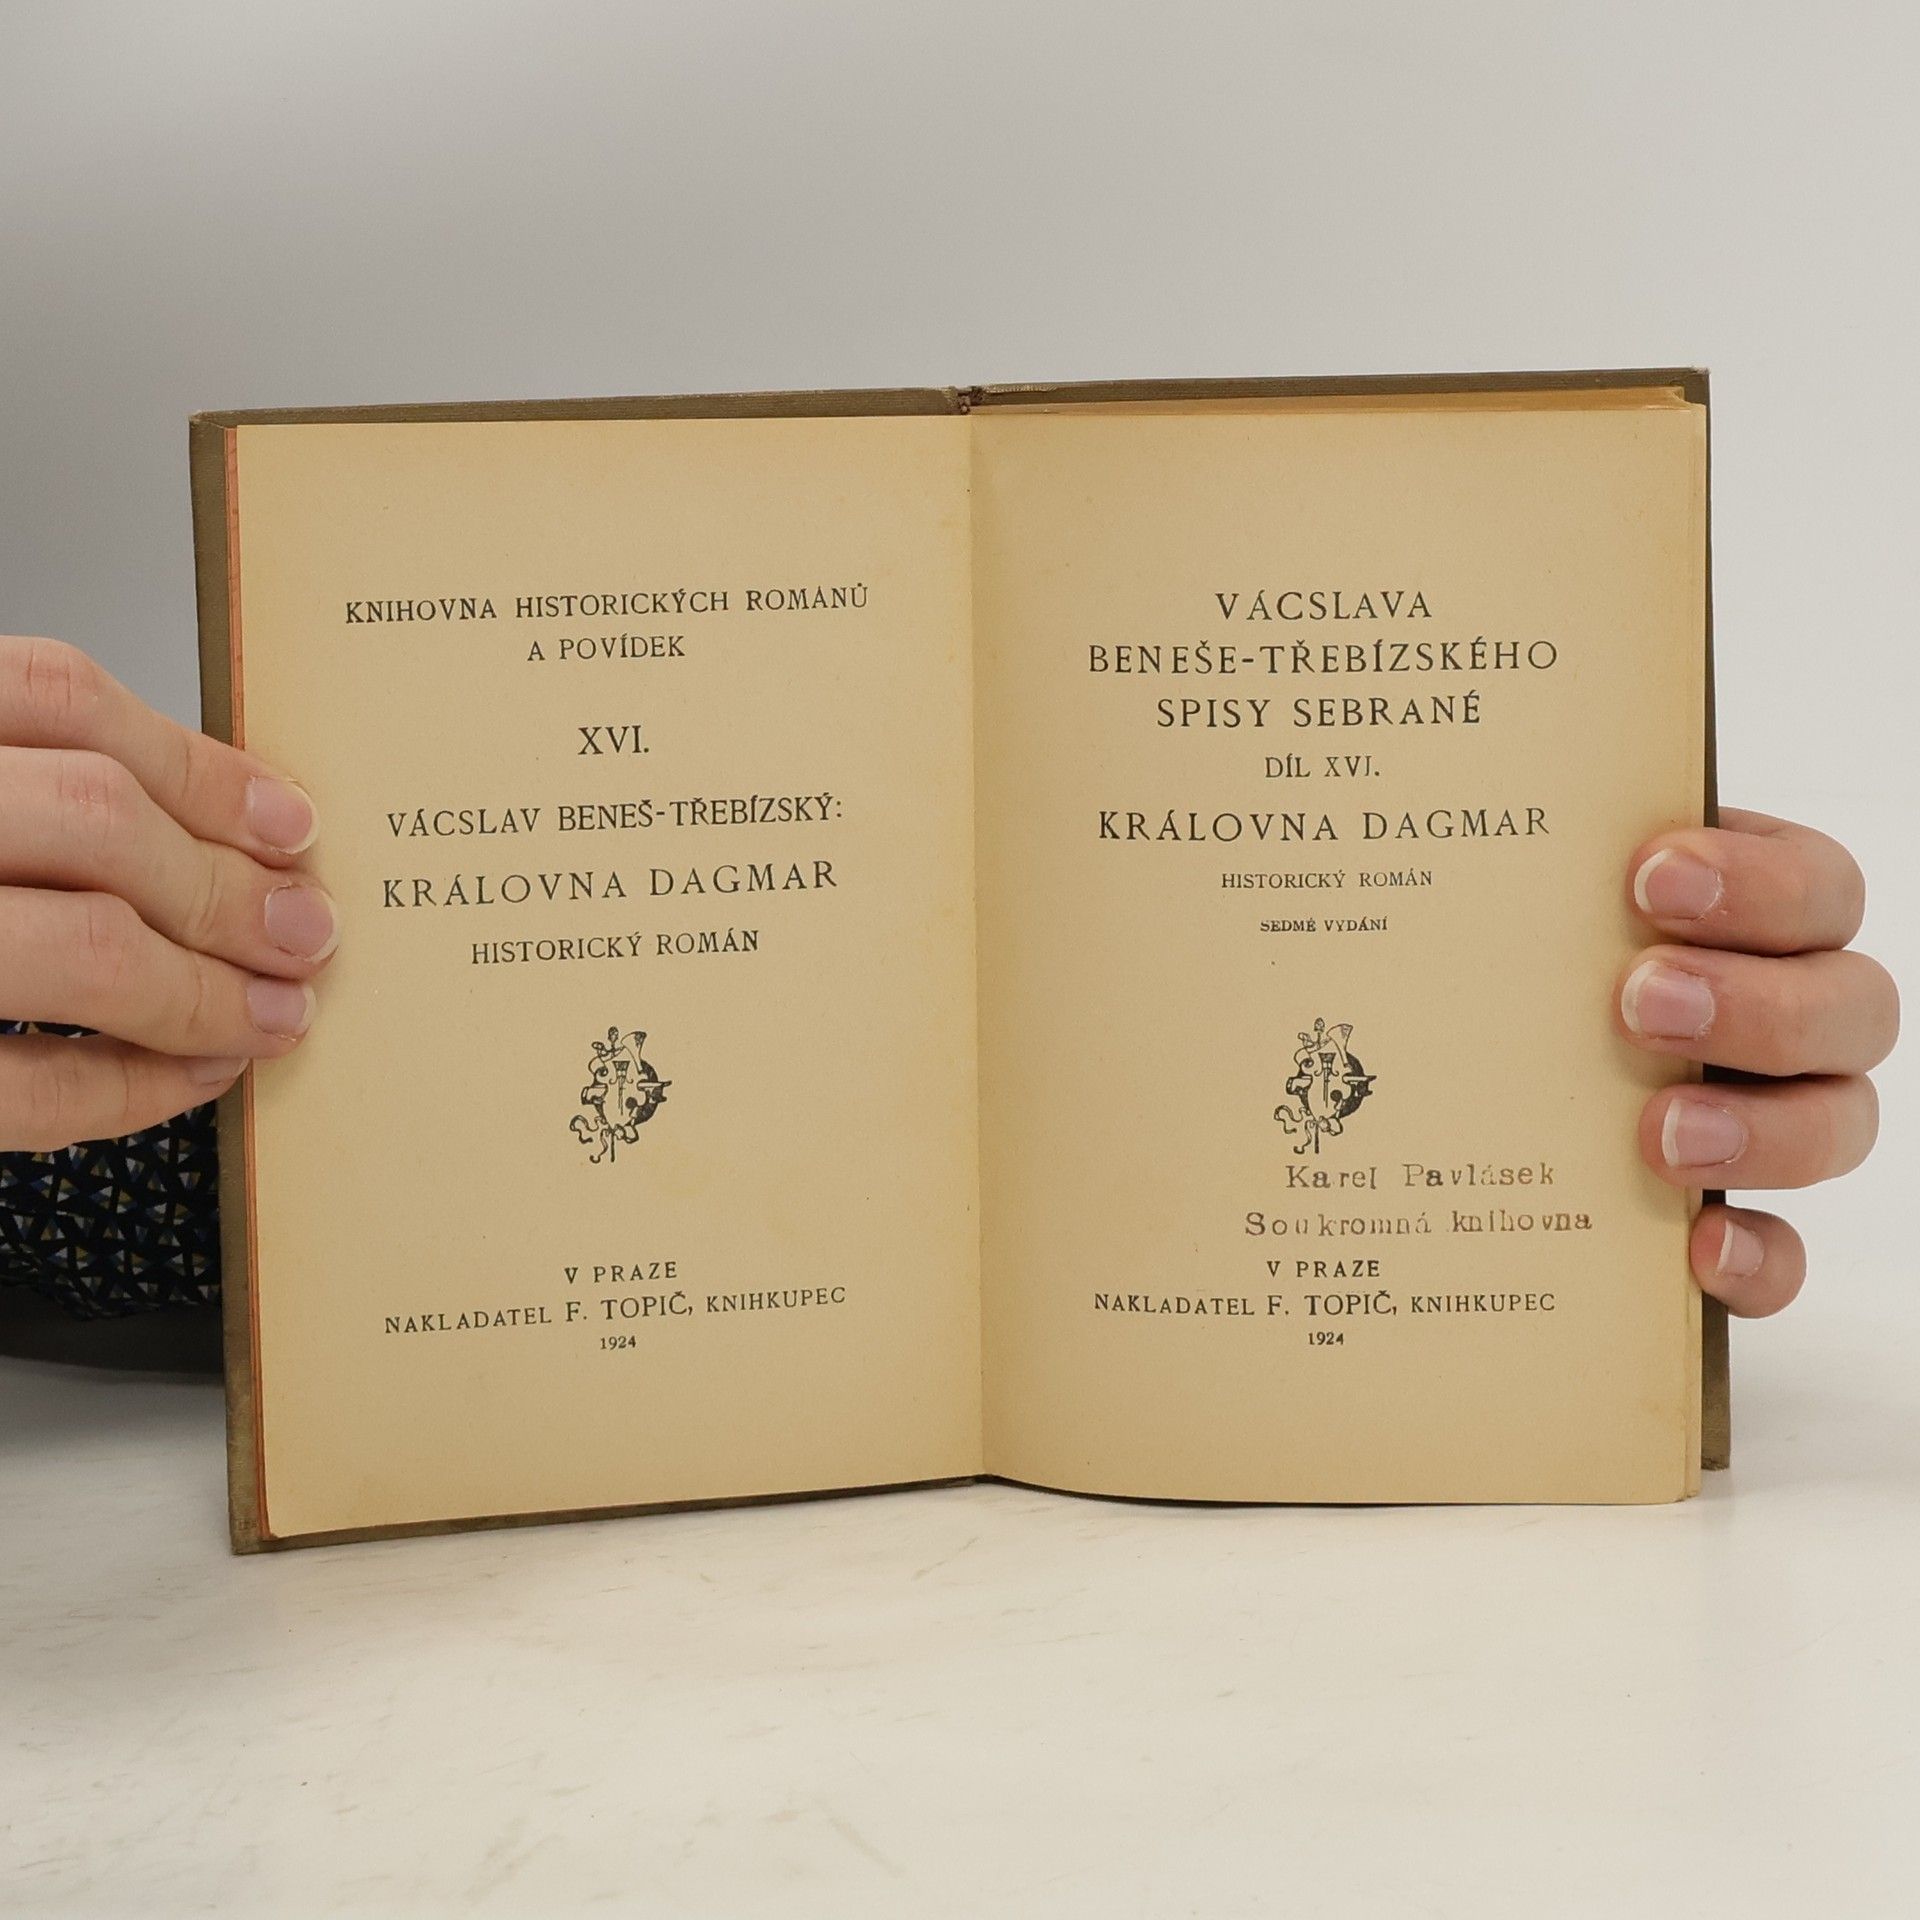 KNIHOVNA HISTORICKÝCH ROMÁNŮ
A POVÍDEK
XVI.
VÁCSLAV BENEŠ-TŘEBÍZSKÝ:
KRÁLOVNA DAGMAR
HISTORICKÝ ROMÁN
V PRAZE
NAKLADATEL F. TOPIČ, KNIHKUPEC
1924
VÁCSLAVA
BENEŠE-TŘEBÍZSKÉHO
SPISY SEBRANÉ
DÍL XVI.
KRÁLOVNA DAGMAR
HISTORICKÝ ROMÁN
SEDMÉ VYDÁNÍ
Karel Pavlásek
Soukromná knihovna
V PRAZE
NAKLADATEL F. TOPIČ, KNIHKUPEC
1924